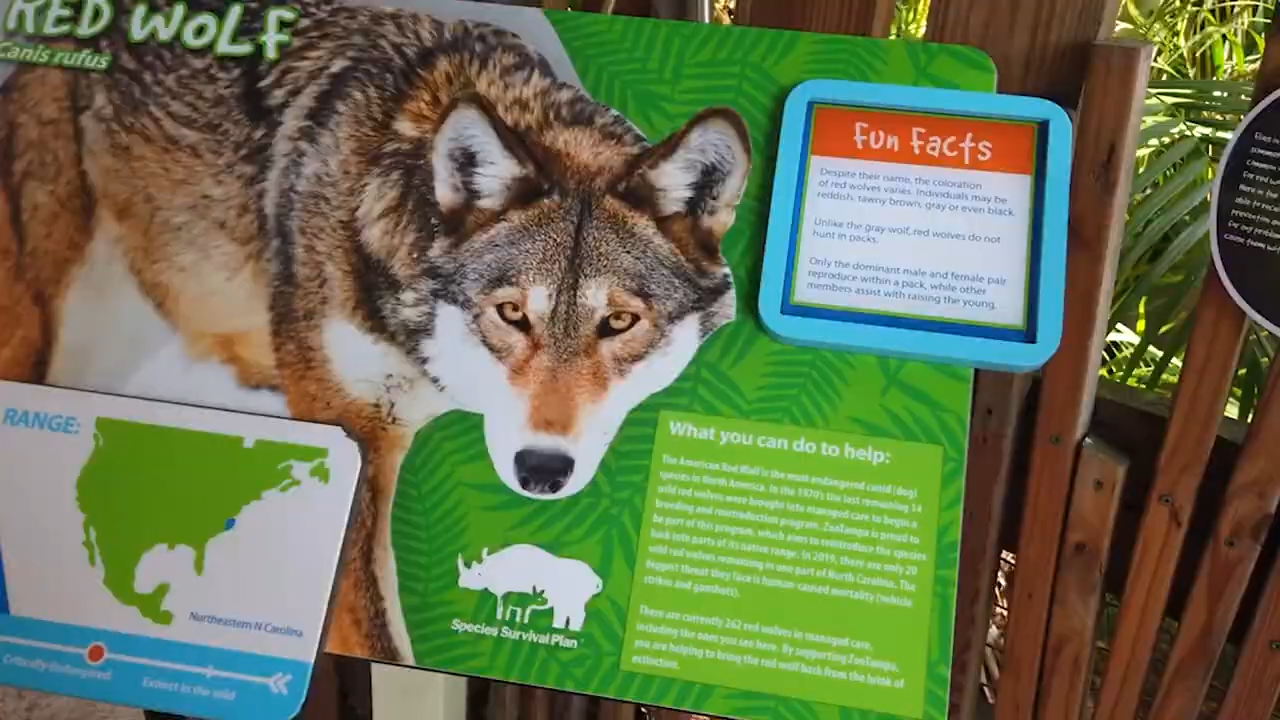 RED WOLF
Canis rufus
Fun Facts
Despite their name, the coloration
of red wolves varies. Individuals may be
reddish, tawny brown, gray or even black.
Unlike the gray wolf, red wolves do not
hunt in packs.
Only the dominant male and female pair
reproduce within a pack, while other
members assist with raising the young.
RANGE:
Northeastern N Carolina
Critically Endangered
Extinct in the wild
Species Survival Plan
What you can do to help:
The American Red Wolf is the most endangered canid (dog)
species in North America. In the 1970's the last remaining 14
wild red wolves were brought into managed care to begin a
breeding and reintroduction program. ZooTampa is proud to
be part of this program, which aims to reintroduce the species
back into parts of its native range. In 2019, there are only 20
wild red wolves remaining in one part of North Carolina. The
biggest threat they face is human caused mortality (vehicle
strikes and gunshots).
There are currently 262 red wolves in managed care,
including the ones you see here. By supporting ZooTampa,
you are helping to bring the red wolf back from the brink of
extinction.